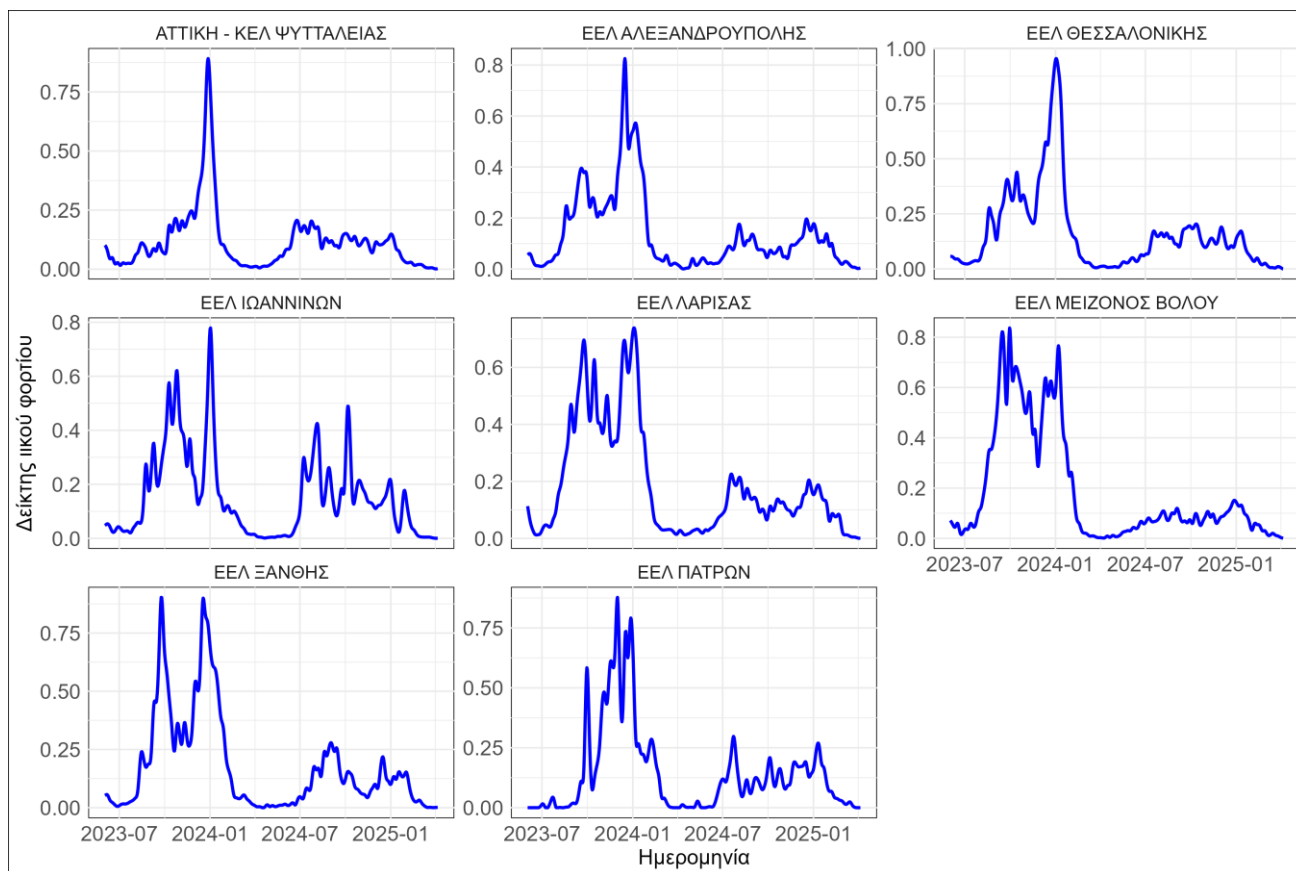 ΑΤΤΙΚΗ - ΚΕΛ ΨΥΤΤΑΛΕΙΑΣ
ΕΕΛ ΑΛΕΞΑΝΔΡΟΥΠΟΛΗΣ
ΕΕΛ ΘΕΣΣΑΛΟΝΙΚΗΣ
0.75
0.50
0.25
0.00
0.8
0.6
0.4
0.2
0.0
1.00
0.75
0.50
0.25
0.00
ΕΕΛ ΙΩΑΝΝΙΝΩΝ
ΕΕΛ ΛΑΡΙΣΑΣ
ΕΕΛ ΜΕΙΖΟΝΟΣ ΒΟΛΟΥ
Δείκτης ιικού φορτίου
0.8
0.6
0.4
0.2
0.0
0.6
0.4
0.2
0.0
0.8
0.6
0.4
0.2
0.0
2023-07 2024-01 2024-07 2025-01
ΕΕΛ ΞΑΝΘΗΣ
ΕΕΛ ΠΑΤΡΩΝ
0.75
0.50
0.25
0.00
0.75
0.50
0.25
0.00
2023-07 2024-01 2024-07 2025-01
2023-07 2024-01 2024-07 2025-01
Ημερομηνία